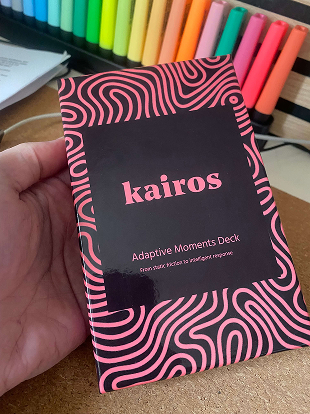 kairos
Adaptive Moments Deck
From static friction to intelligent response